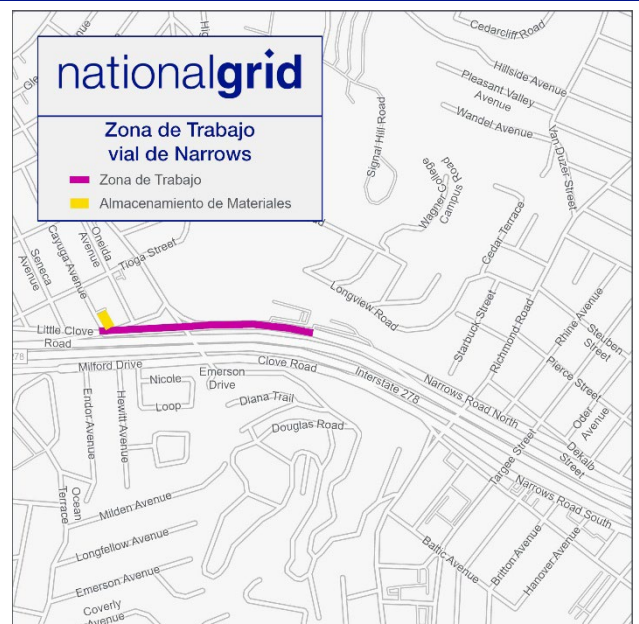 nationalgrid
Zona de Trabajo
vial de Narrows
Zona de Trabajo
Almacenamiento de Materiales
Cedarcliff Road
Hillside Avenue
Pleasant Valley
Avenue
Wandel Avenue
Van Duzer Street
Signal Hill Road
Wagner College
Campus
Road
Cedar Terrace
Oneida
Avenue
Cayuga Avenue
Seneca
Avenue
Tioga Street
Longview Road
Starbuck Street
Richmond Road
Rhine Avenue
Steuben
Street
Pierce Street
Oder
Avenue
Dekalb
Street
Little Clove
Road
278
Clove Road
Interstate 278
Narrows Road North
Milford Drive
Nicole
Loop
Emerson
Drive
Diana Trail
Douglas Road
Endor Avenue
Hewitt Avenue
Targee Street
Narrows Road South
Ocean
Terrace
Milden Avenue
Longfellow Avenue
Emerson Avenue
Coverly
Avenue
Baltic Avenue
Britton Avenue
Hanover Avenue